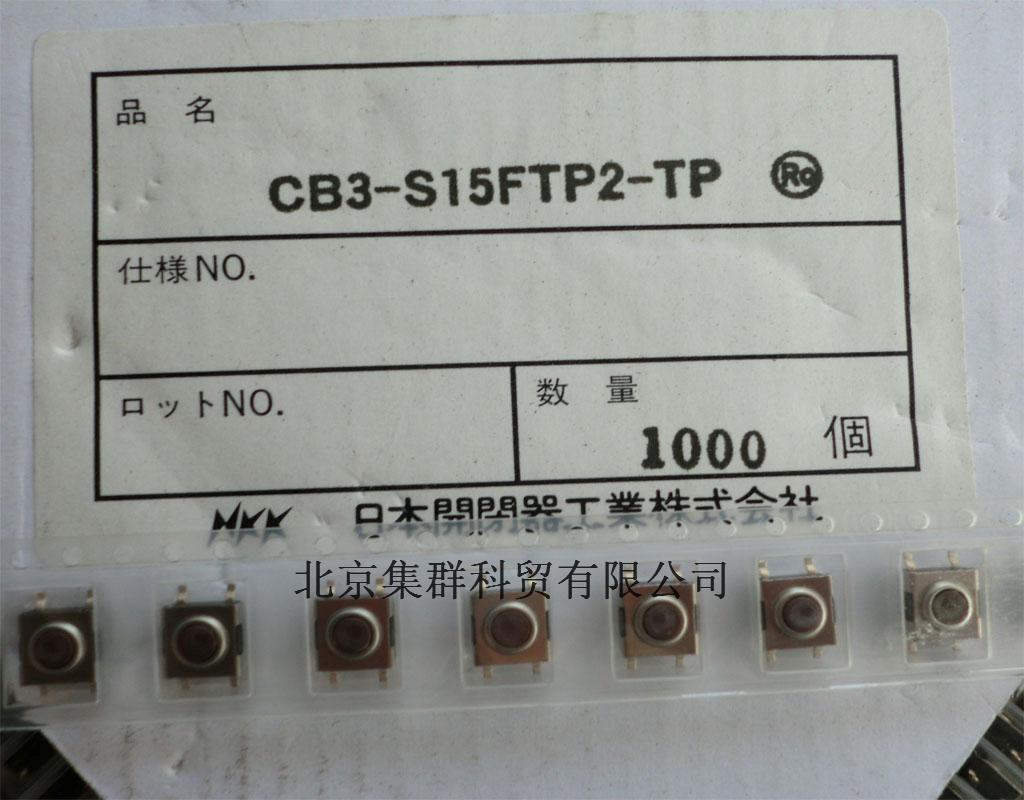 品 名
CB3-S15FTP2-TP Ro
仕様NO.
ロットNO.
数 量
1000 個
NKK 日本開閉器工業株式会社
北京集群科贸有限公司